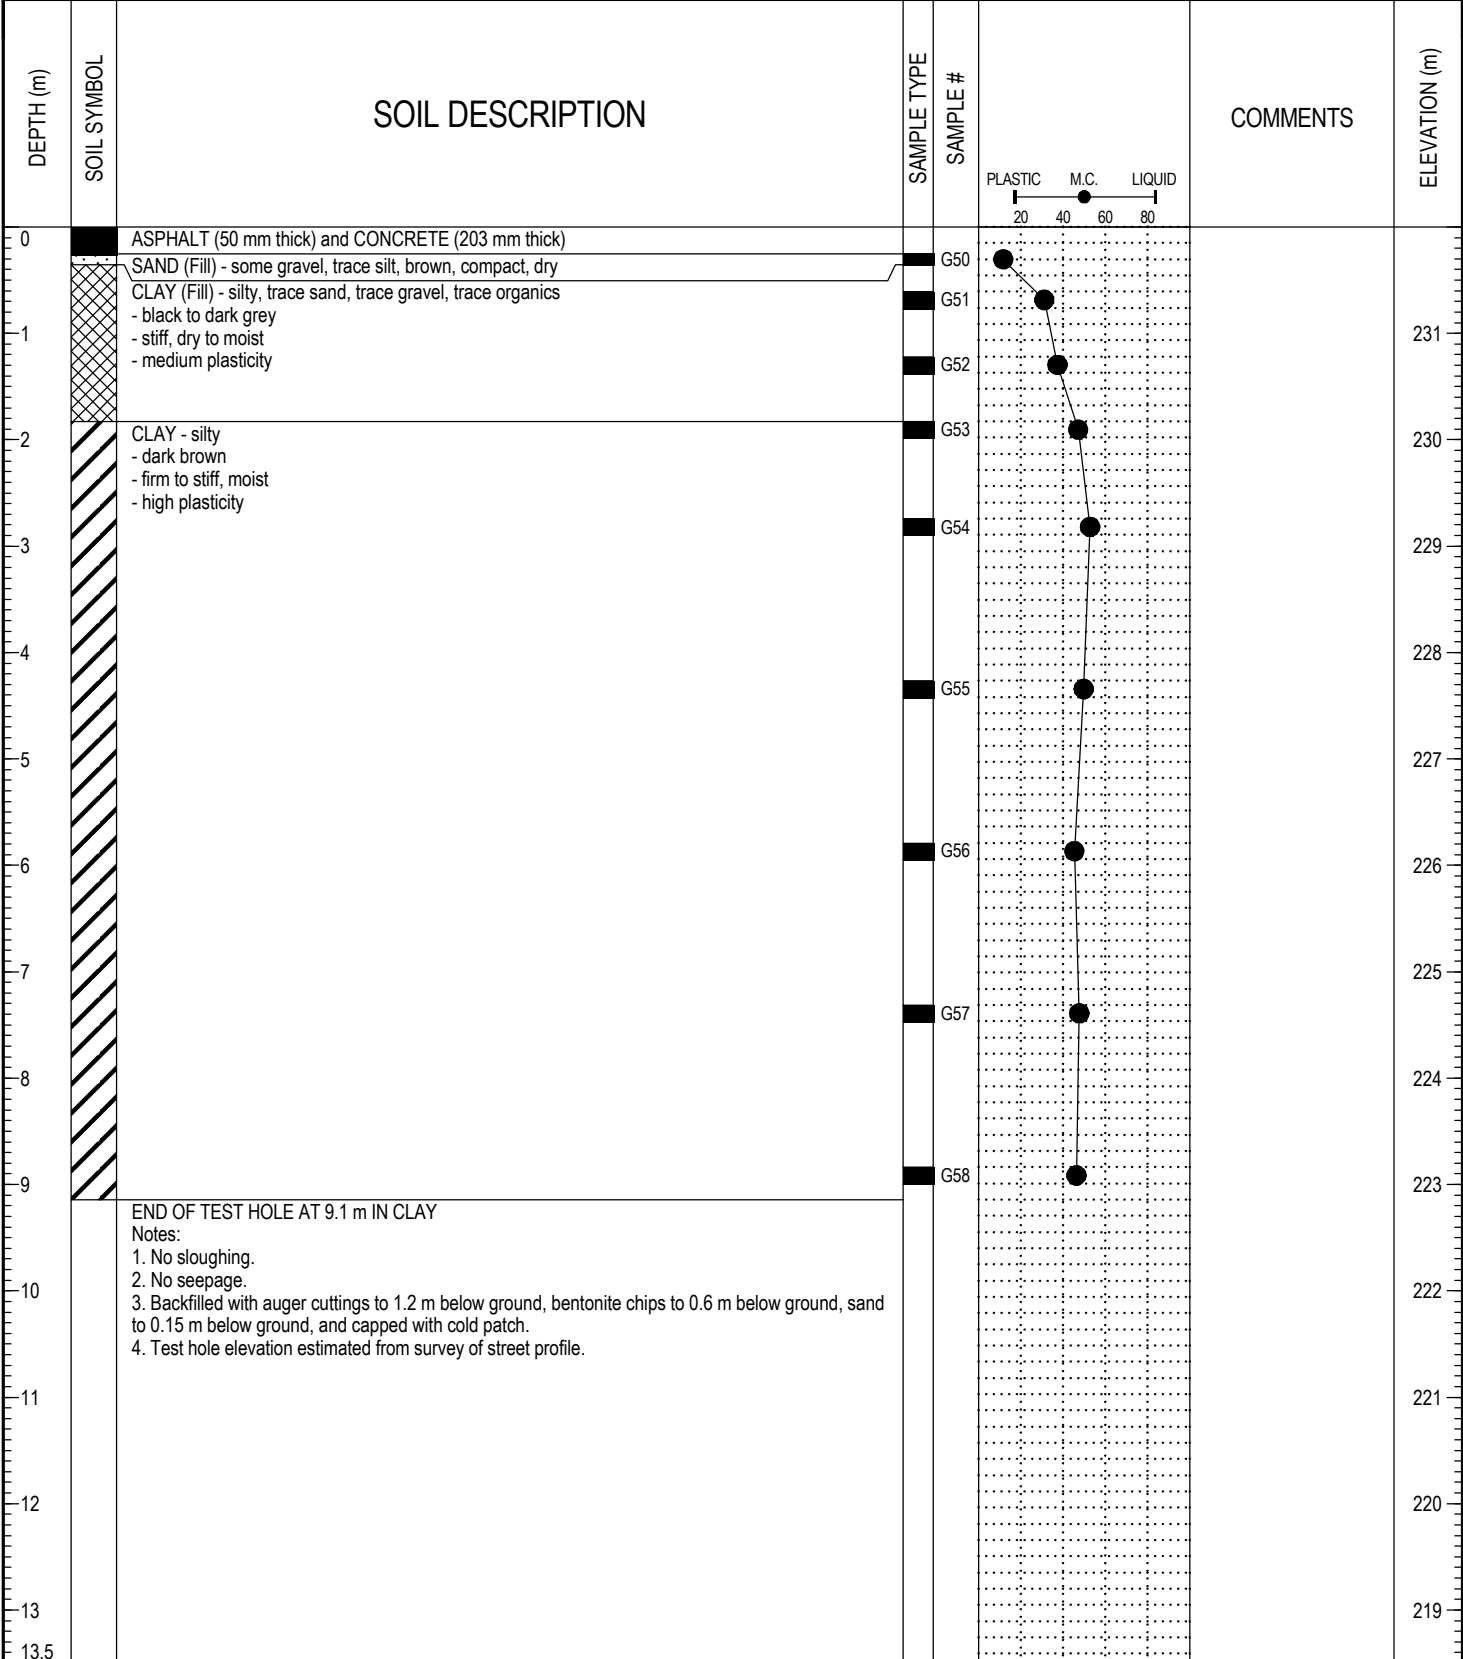 DEPTH (m)
SOIL SYMBOL
SOIL DESCRIPTION
SAMPLE TYPE
SAMPLE #
PLASTIC M.C. LIQUID
20 40 60 80
COMMENTS
ELEVATION (m)
0
ASPHALT (50 mm thick) and CONCRETE (203 mm thick)
SAND (Fill) - some gravel, trace silt, brown, compact, dry
G50
CLAY (Fill) - silty, trace sand, trace gravel, trace organics
G51
- black to dark grey
1
- stiff, dry to moist
231
- medium plasticity
G52
2
CLAY - silty
G53
230
- dark brown
- firm to stiff, moist
- high plasticity
G54
3
229
4
228
G55
5
227
G56
6
226
7
225
G57
8
224
G58
9
223
END OF TEST HOLE AT 9.1 m IN CLAY
Notes:
1. No sloughing.
2. No seepage.
10
222
3. Backfilled with auger cuttings to 1.2 m below ground, bentonite chips to 0.6 m below ground, sand
to 0.15 m below ground, and capped with cold patch.
4. Test hole elevation estimated from survey of street profile.
11
221
12
220
13
219
13.5